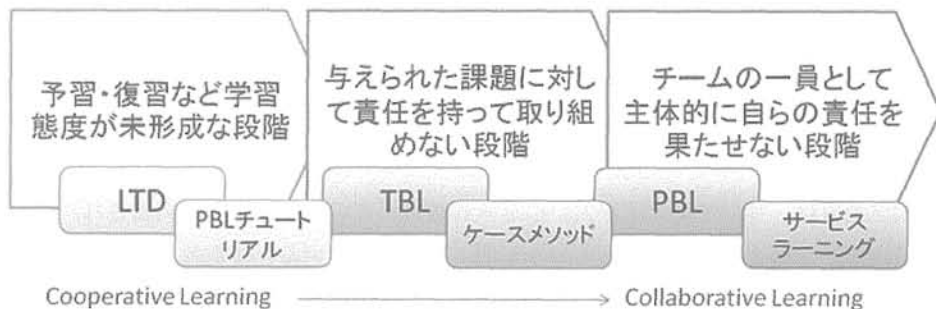 予習・復習など学習
態度が未形成な段階
与えられた課題に対し
て責任を持って取り組
めない段階
チームの一員として
主体的に自らの責任を
果たせない段階
LTD
PBLチュート
リアル
TBL
ケースメソッド
PBL
サービス
ラーニング
Cooperative Learning
Collaborative Learning